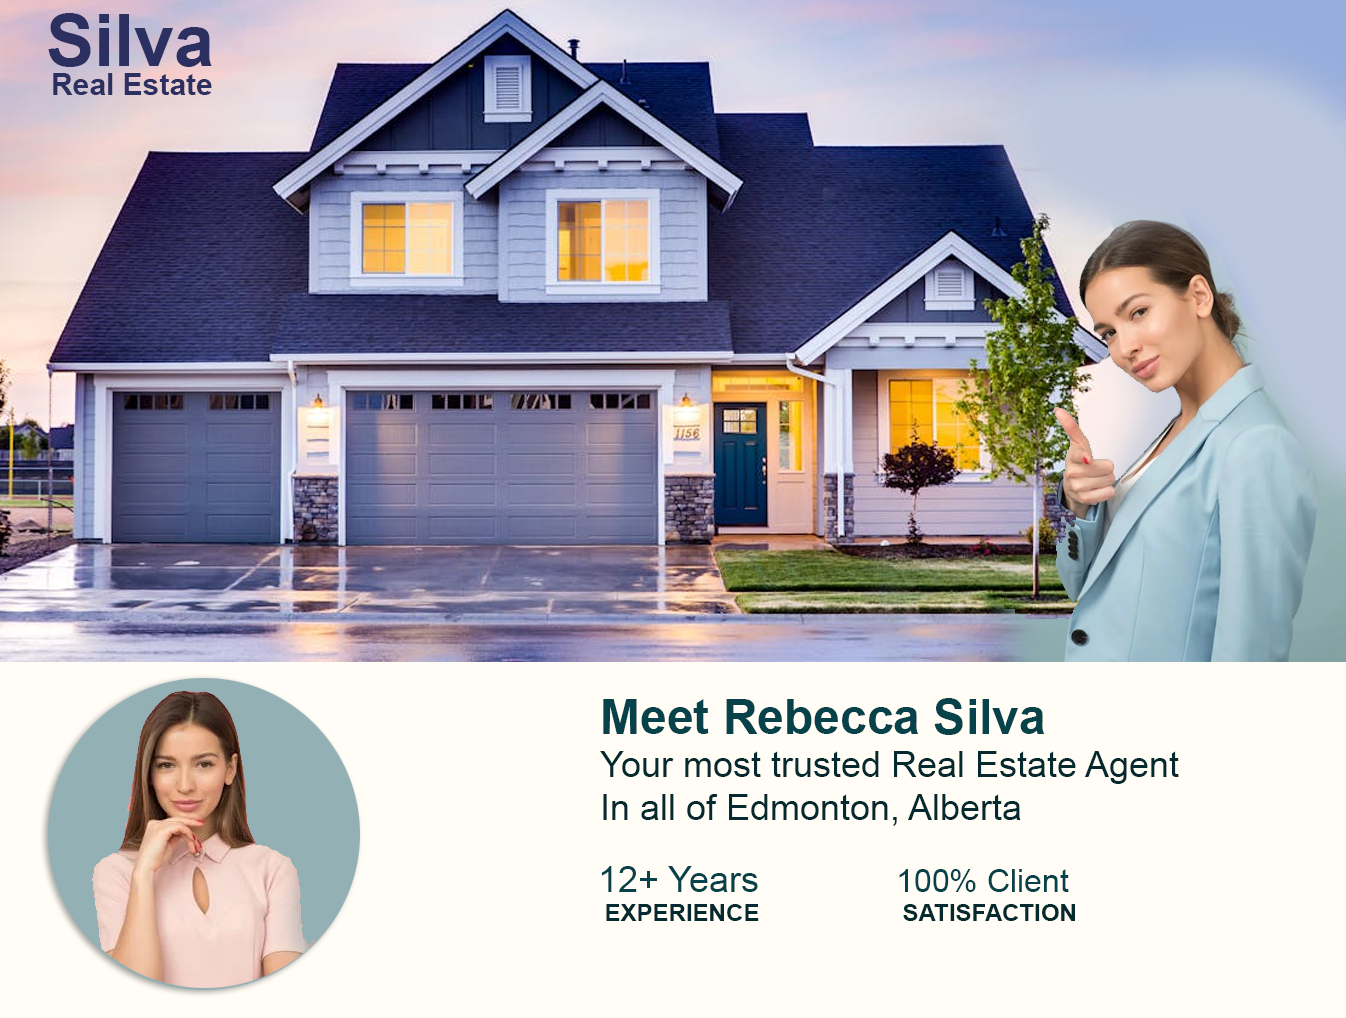 Silva
Real Estate
1156
Meet Rebecca Silva
Your most trusted Real Estate Agent
In all of Edmonton, Alberta
12+ Years
EXPERIENCE
100% Client
SATISFACTION